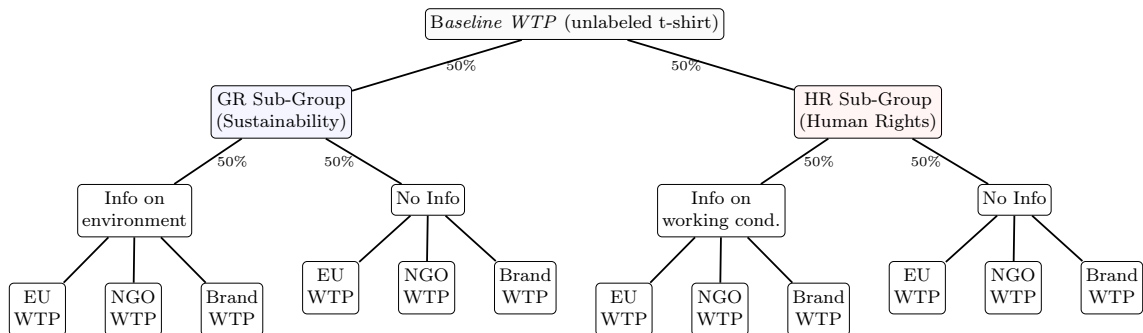 Baseline WTP (unlabeled t-shirt)
50%
50%
GR Sub-Group
(Sustainability)
HR Sub-Group
(Human Rights)
50%
50%
50%
50%
Info on
environment
No Info
Info on
working cond.
No Info
EU
WTP
NGO
WTP
Brand
WTP
EU
WTP
NGO
WTP
Brand
WTP
EU
WTP
NGO
WTP
Brand
WTP
EU
WTP
NGO
WTP
Brand
WTP